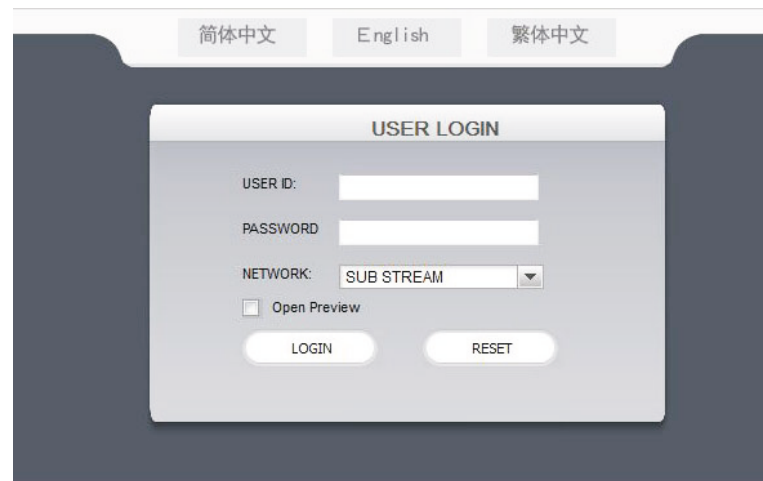 简体中文 English 繁体中文
USER LOGIN
USER ID:
PASSWORD
NETWORK: SUB STREAM
Open Preview
LOGIN RESET